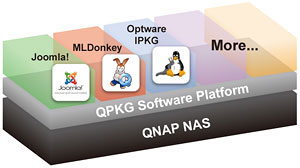 Joomla!
MLDonkey
Optware
IPKG
More...
Joomla!
QPKG Software Platform
QNAP NAS